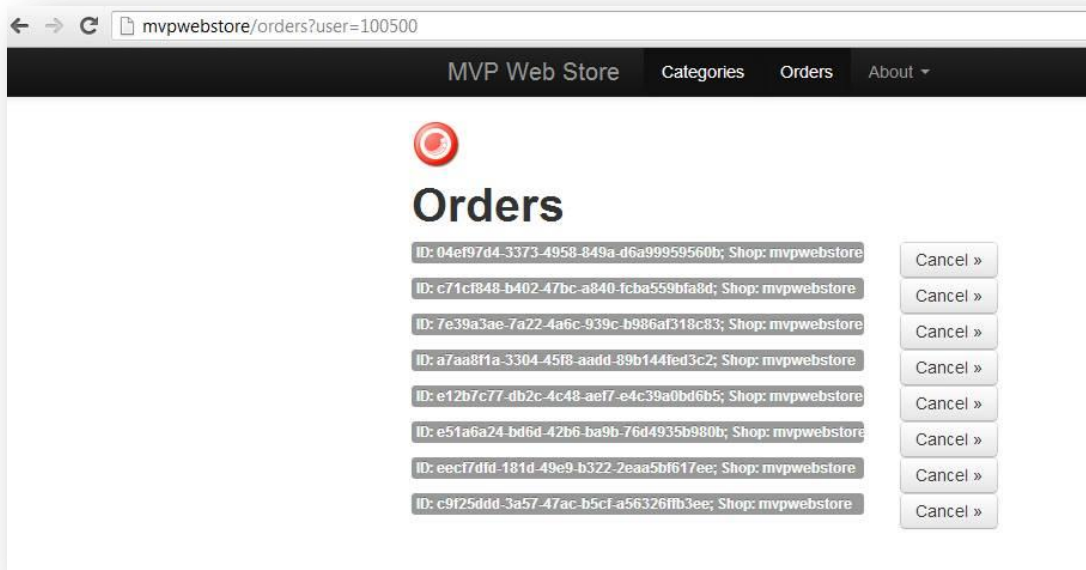 mvpwebstore/orders?user=100500
MVP Web Store Categories Orders About
Orders
ID: 04ef97d4-3373-4958-849a-d6a99959560b; Shop: mvpwebstore Cancel »
ID: c71cf848-b402-47bc-a840-fcba559bfa8d; Shop: mvpwebstore Cancel »
ID: 7e39a3ae-7a22-4a6c-939c-b986af318c83; Shop: mvpwebstore Cancel »
ID: a7aa8f1a-3304-45f8-aadd-89b144fed3c2; Shop: mvpwebstore Cancel »
ID: e12b7c77-db2c-4c48-aef7-e4c39a0bd6b5; Shop: mvpwebstore Cancel »
ID: e51a6a24-bd6d-42b6-ba9b-76d4935b980b; Shop: mvpwebstore Cancel »
ID: eecf7dfd-181d-49e9-b322-2eaa5bf617ee; Shop: mvpwebstore Cancel »
ID: c9f25ddd-3a57-47ac-b5cf-a56326ffb3ee; Shop: mvpwebstore Cancel »